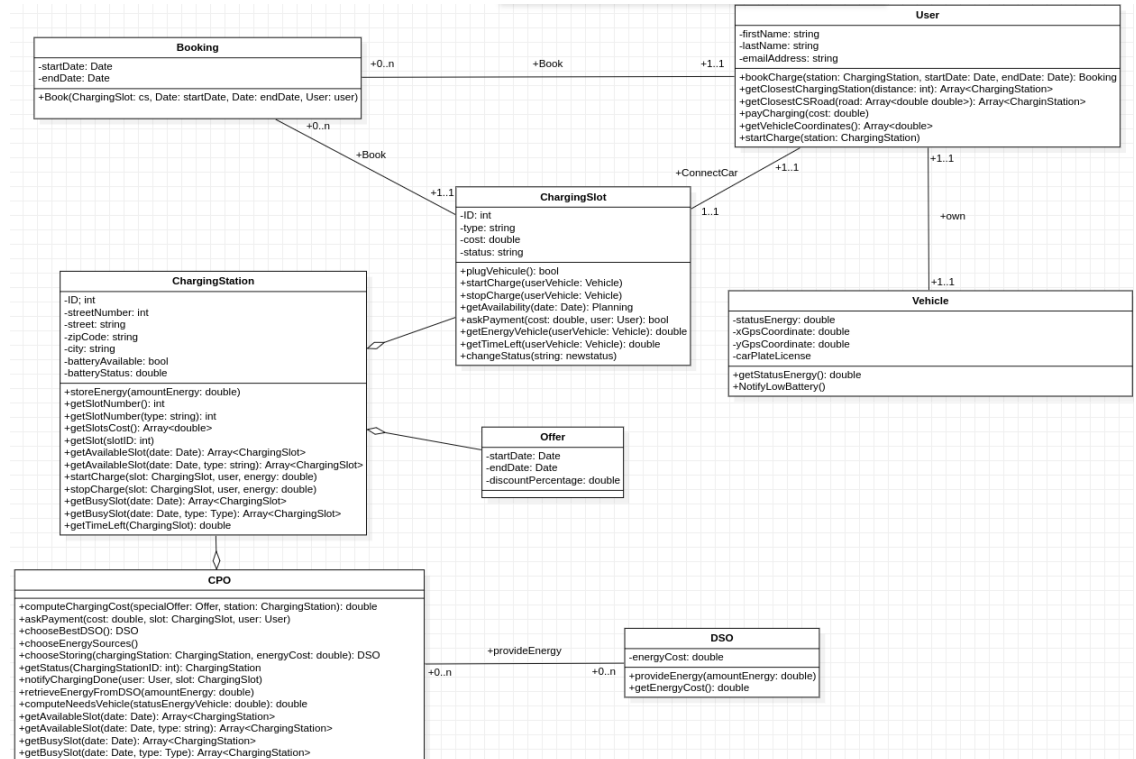 Booking
-startDate: Date
-endDate: Date
+Book(ChargingSlot: cs, Date: startDate, Date: endDate, User: user)
+0..n
+Book
+1..1
User
-firstName: string
-lastName: string
-emailAddress: string
+bookCharge(station: ChargingStation, startDate: Date, endDate: Date): Booking
+getClosestChargingStation(distance: int): Array<ChargingStation>
+getClosestCSRoad(road: Array<double double>): Array<CharginStation>
+payCharging(cost: double)
+getVehicleCoordinates(): Array<double>
+startCharge(station: ChargingStation)
+0..n
+Book
+1..1
+ConnectCar
+1..1
1..1
+1..1
+own
+1..1
ChargingSlot
-ID: int
-type: string
-cost: double
-status: string
+plugVehicule(): bool
+startCharge(userVehicle: Vehicle)
+stopCharge(userVehicle: Vehicle)
+getAvailability(date: Date): Planning
+askPayment(cost: double, user: User): bool
+getEnergyVehicle(userVehicle: Vehicle): double
+getTimeLeft(userVehicle: Vehicle): double
+changeStatus(string: newstatus)
ChargingStation
-ID; int
-streetNumber: int
-street: string
-zipCode: string
-city: string
-batteryAvailable: bool
-batteryStatus: double
+storeEnergy(amountEnergy: double)
+getSlotNumber(): int
+getSlotNumber(type: string): int
+getSlotsCost(): Array<double>
+getSlot(slotID: int)
+getAvailableSlot(date: Date): Array<ChargingSlot>
+getAvailableSlot(date: Date, type: string): Array<ChargingSlot>
+startCharge(slot: ChargingSlot, user, energy: double)
+stopCharge(slot: ChargingSlot, user, energy: double)
+getBusySlot(date: Date): Array<ChargingSlot>
+getBusySlot(date: Date, type: Type): Array<ChargingSlot>
+getTimeLeft(ChargingSlot): double
Vehicle
-statusEnergy: double
-xGpsCoordinate: double
-yGpsCoordinate: double
-carPlateLicense
+getStatusEnergy(): double
+NotifyLowBattery()
Offer
-startDate: Date
-endDate: Date
-discountPercentage: double
CPO
+computeChargingCost(specialOffer: Offer, station: ChargingStation): double
+askPayment(cost: double, slot: ChargingSlot, user: User)
+chooseBestDSO(): DSO
+chooseEnergySources()
+chooseStoring(chargingStation: ChargingStation, energyCost: double): DSO
+getStatus(ChargingStationID: int): ChargingStation
+notifyChargingDone(user: User, slot: ChargingSlot)
+retrieveEnergyFromDSO(amountEnergy: double)
+computeNeedsVehicle(statusEnergyVehicle: double): double
+getAvailableSlot(date: Date): Array<ChargingStation>
+getAvailableSlot(date: Date, type: string): Array<ChargingStation>
+getBusySlot(date: Date): Array<ChargingStation>
+getBusySlot(date: Date, type: Type): Array<ChargingStation>
+provideEnergy
+0..n
+0..n
DSO
-energyCost: double
+provideEnergy(amountEnergy: double)
+getEnergyCost(): double